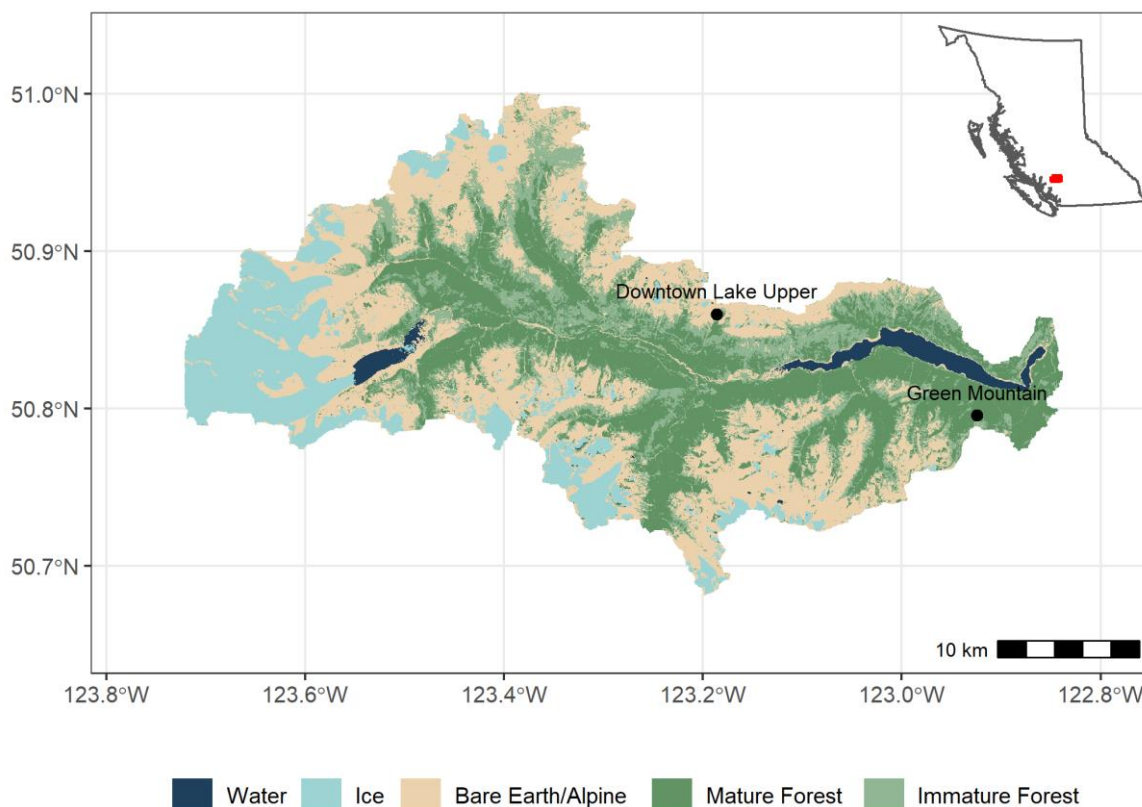 51.0°N
50.9°N
50.8°N
50.7°N
Downtown Lake Upper
Green Mountain
10 km
123.8°W 123.6°W 123.4°W 123.2°W 123.0°W 122.8°W
Water Ice Bare Earth/Alpine Mature Forest Immature Forest